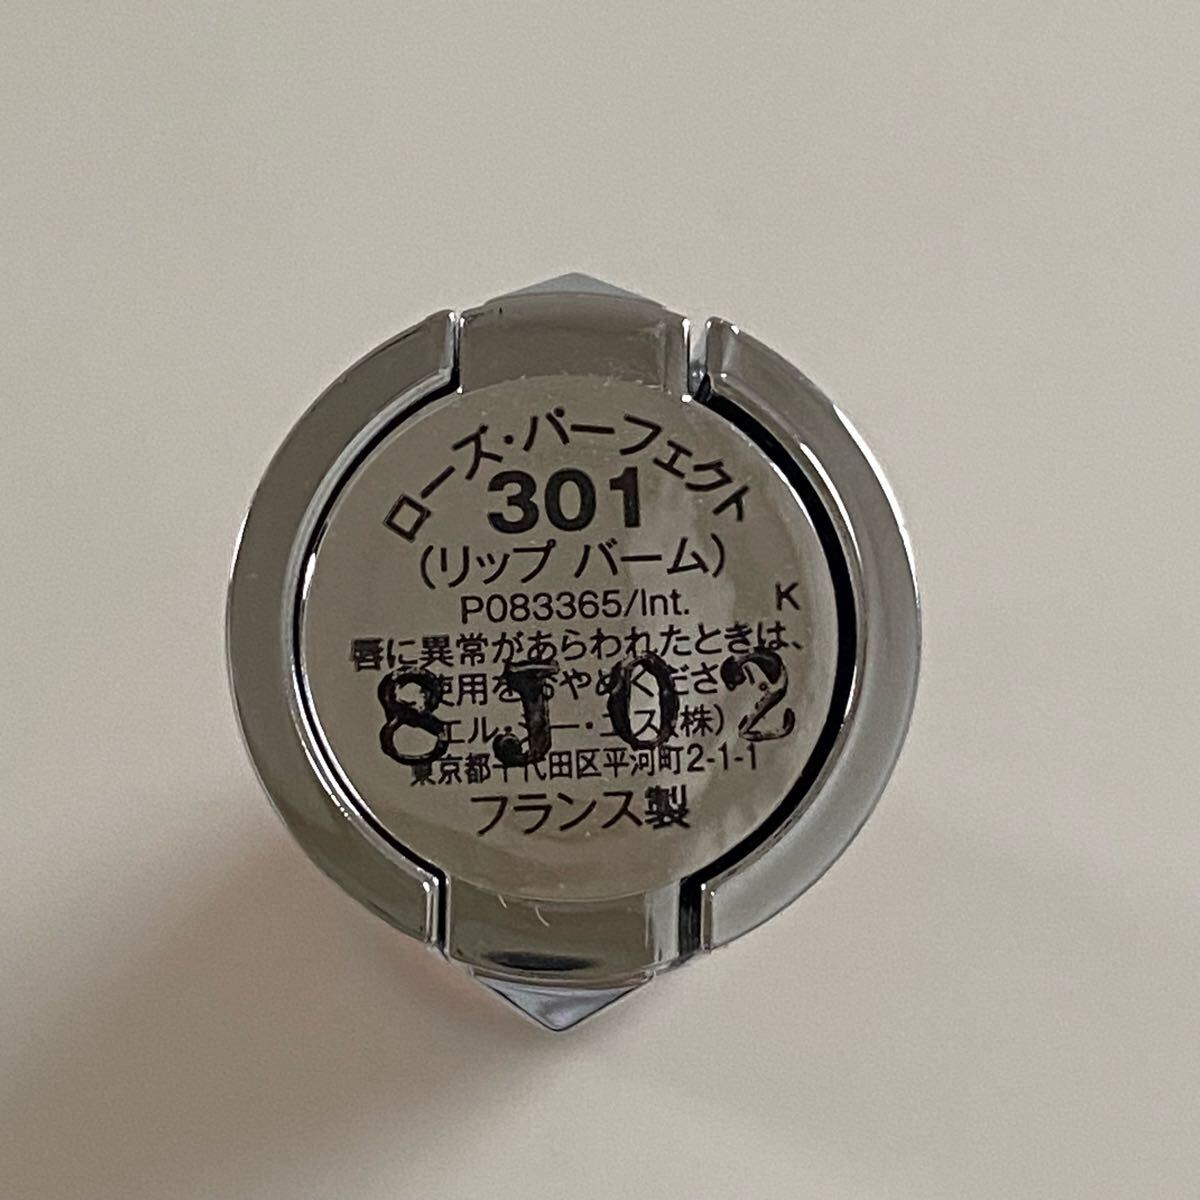 ローズ・パーフェクト
301
(リップ バーム)
P083365/Int. K
唇に異常があらわれたときは、
使用をおやめください。
エル・ジー・エス(株)
東京都千代田区平河町2-1-1
フランス製
8J02